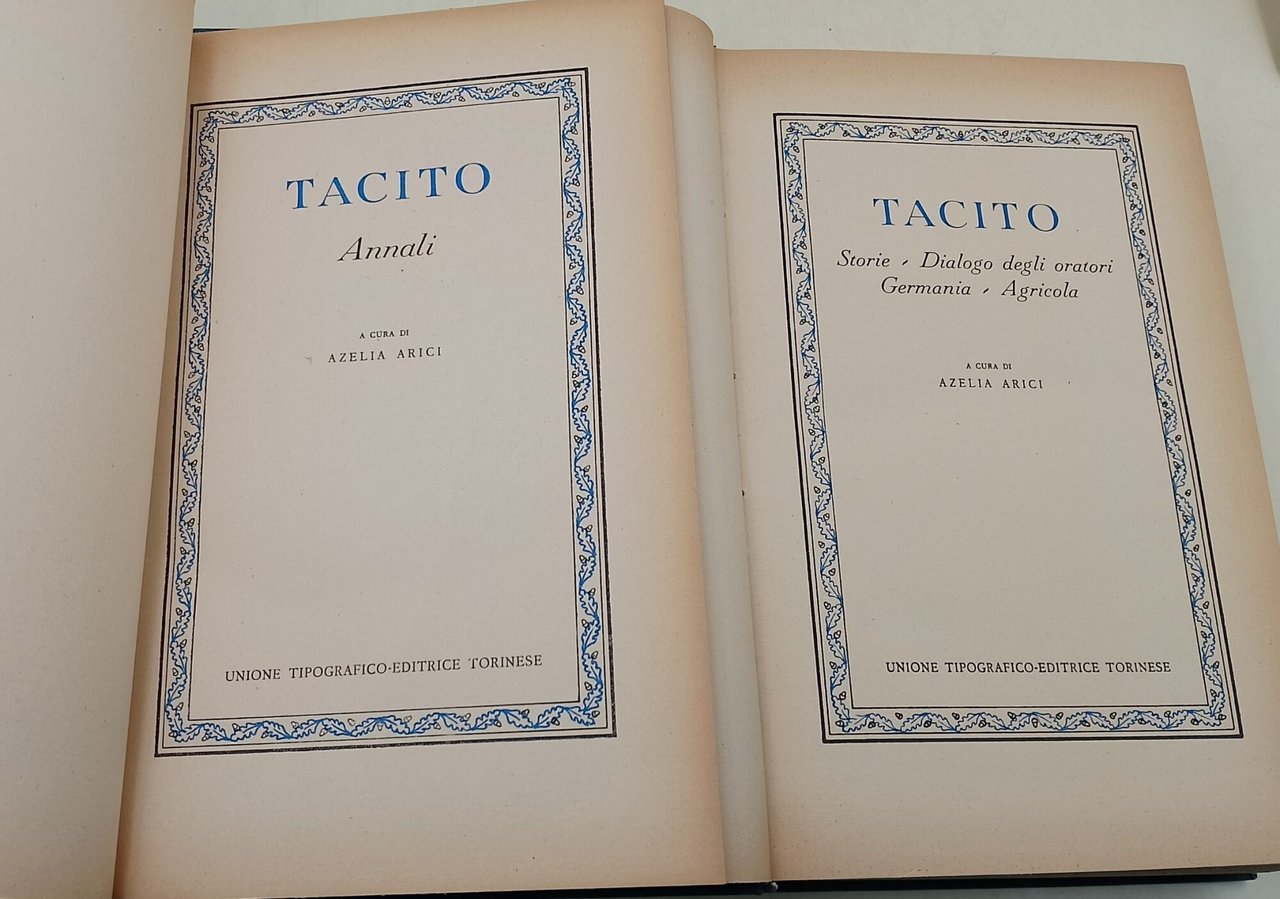 TACITO
Annali
A CURA DI
AZELIA ARICI
UNIONE TIPOGRAFICO-EDITRICE TORINESE
TACITO
Storie - Dialogo degli oratori
Germania - Agricola
A CURA DI
AZELIA ARICI
UNIONE TIPOGRAFICO-EDITRICE TORINESE